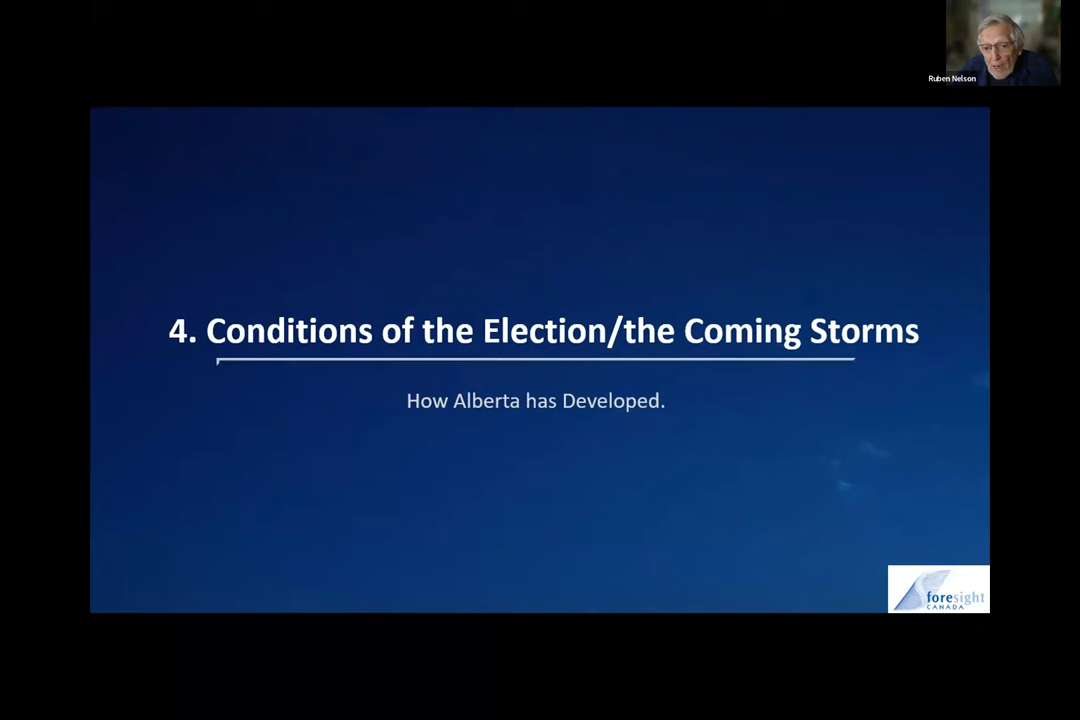 Ruben Nelson
4. Conditions of the Election/the Coming Storms
How Alberta has Developed.
foresight
CANADA